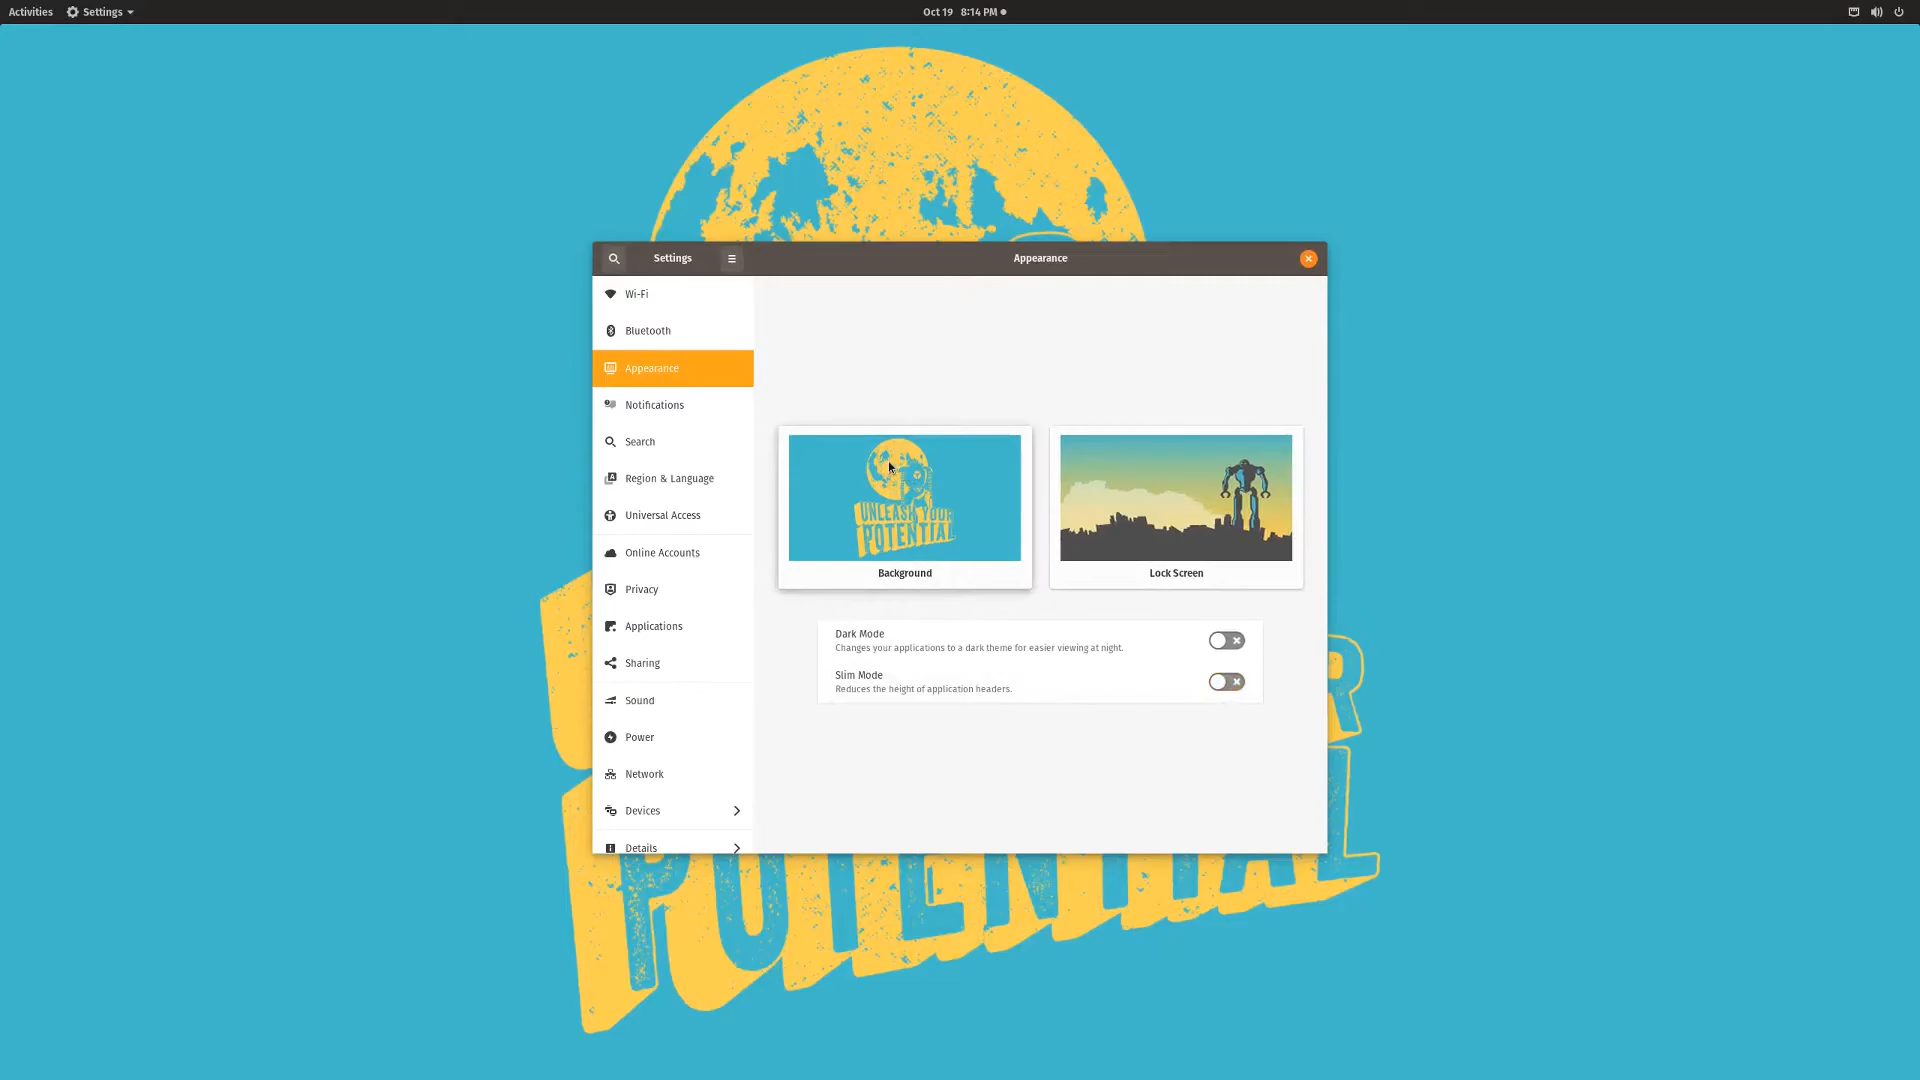 Activities
Settings
Oct 19 8:14 PM
Settings
Appearance
Wi-Fi
Bluetooth
Appearance
Notifications
Search
Region & Language
Universal Access
Online Accounts
Privacy
Applications
Sharing
Sound
Power
Network
Devices
Details
UNLEASH YOUR
POTENTIAL
Background
Lock Screen
Dark Mode
Changes your applications to a dark theme for easier viewing at night.
Slim Mode
Reduces the height of application headers.
POTENTIAL